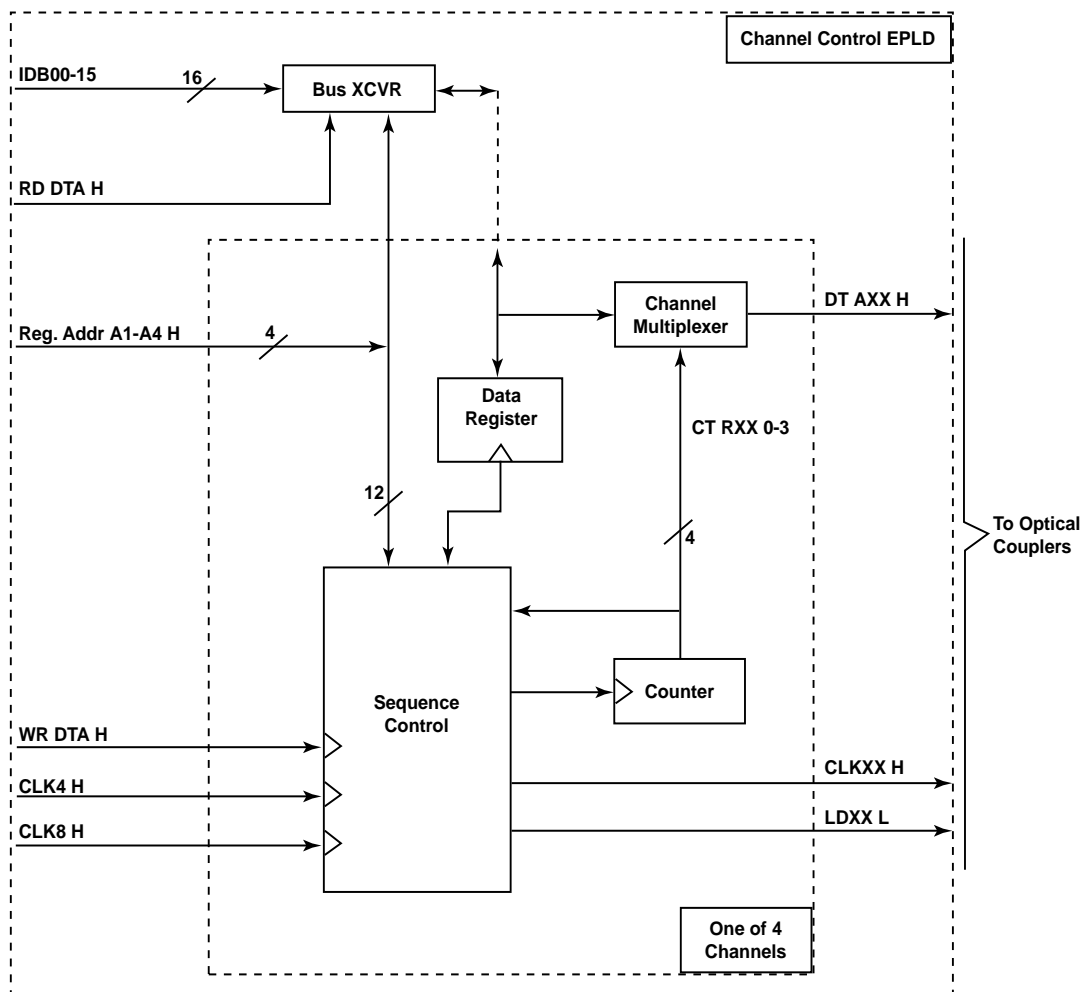 Channel Control EPLD
IDB00-15
16
Bus XCVR
RD DTA H
Reg. Addr A1-A4 H
4
Channel
Multiplexer
DT AXX H
Data
Register
CT RXX 0-3
12
4
To Optical
Couplers
Sequence
Control
Counter
WR DTA H
CLK4 H
CLK8 H
CLKXX H
LDXX L
One of 4
Channels